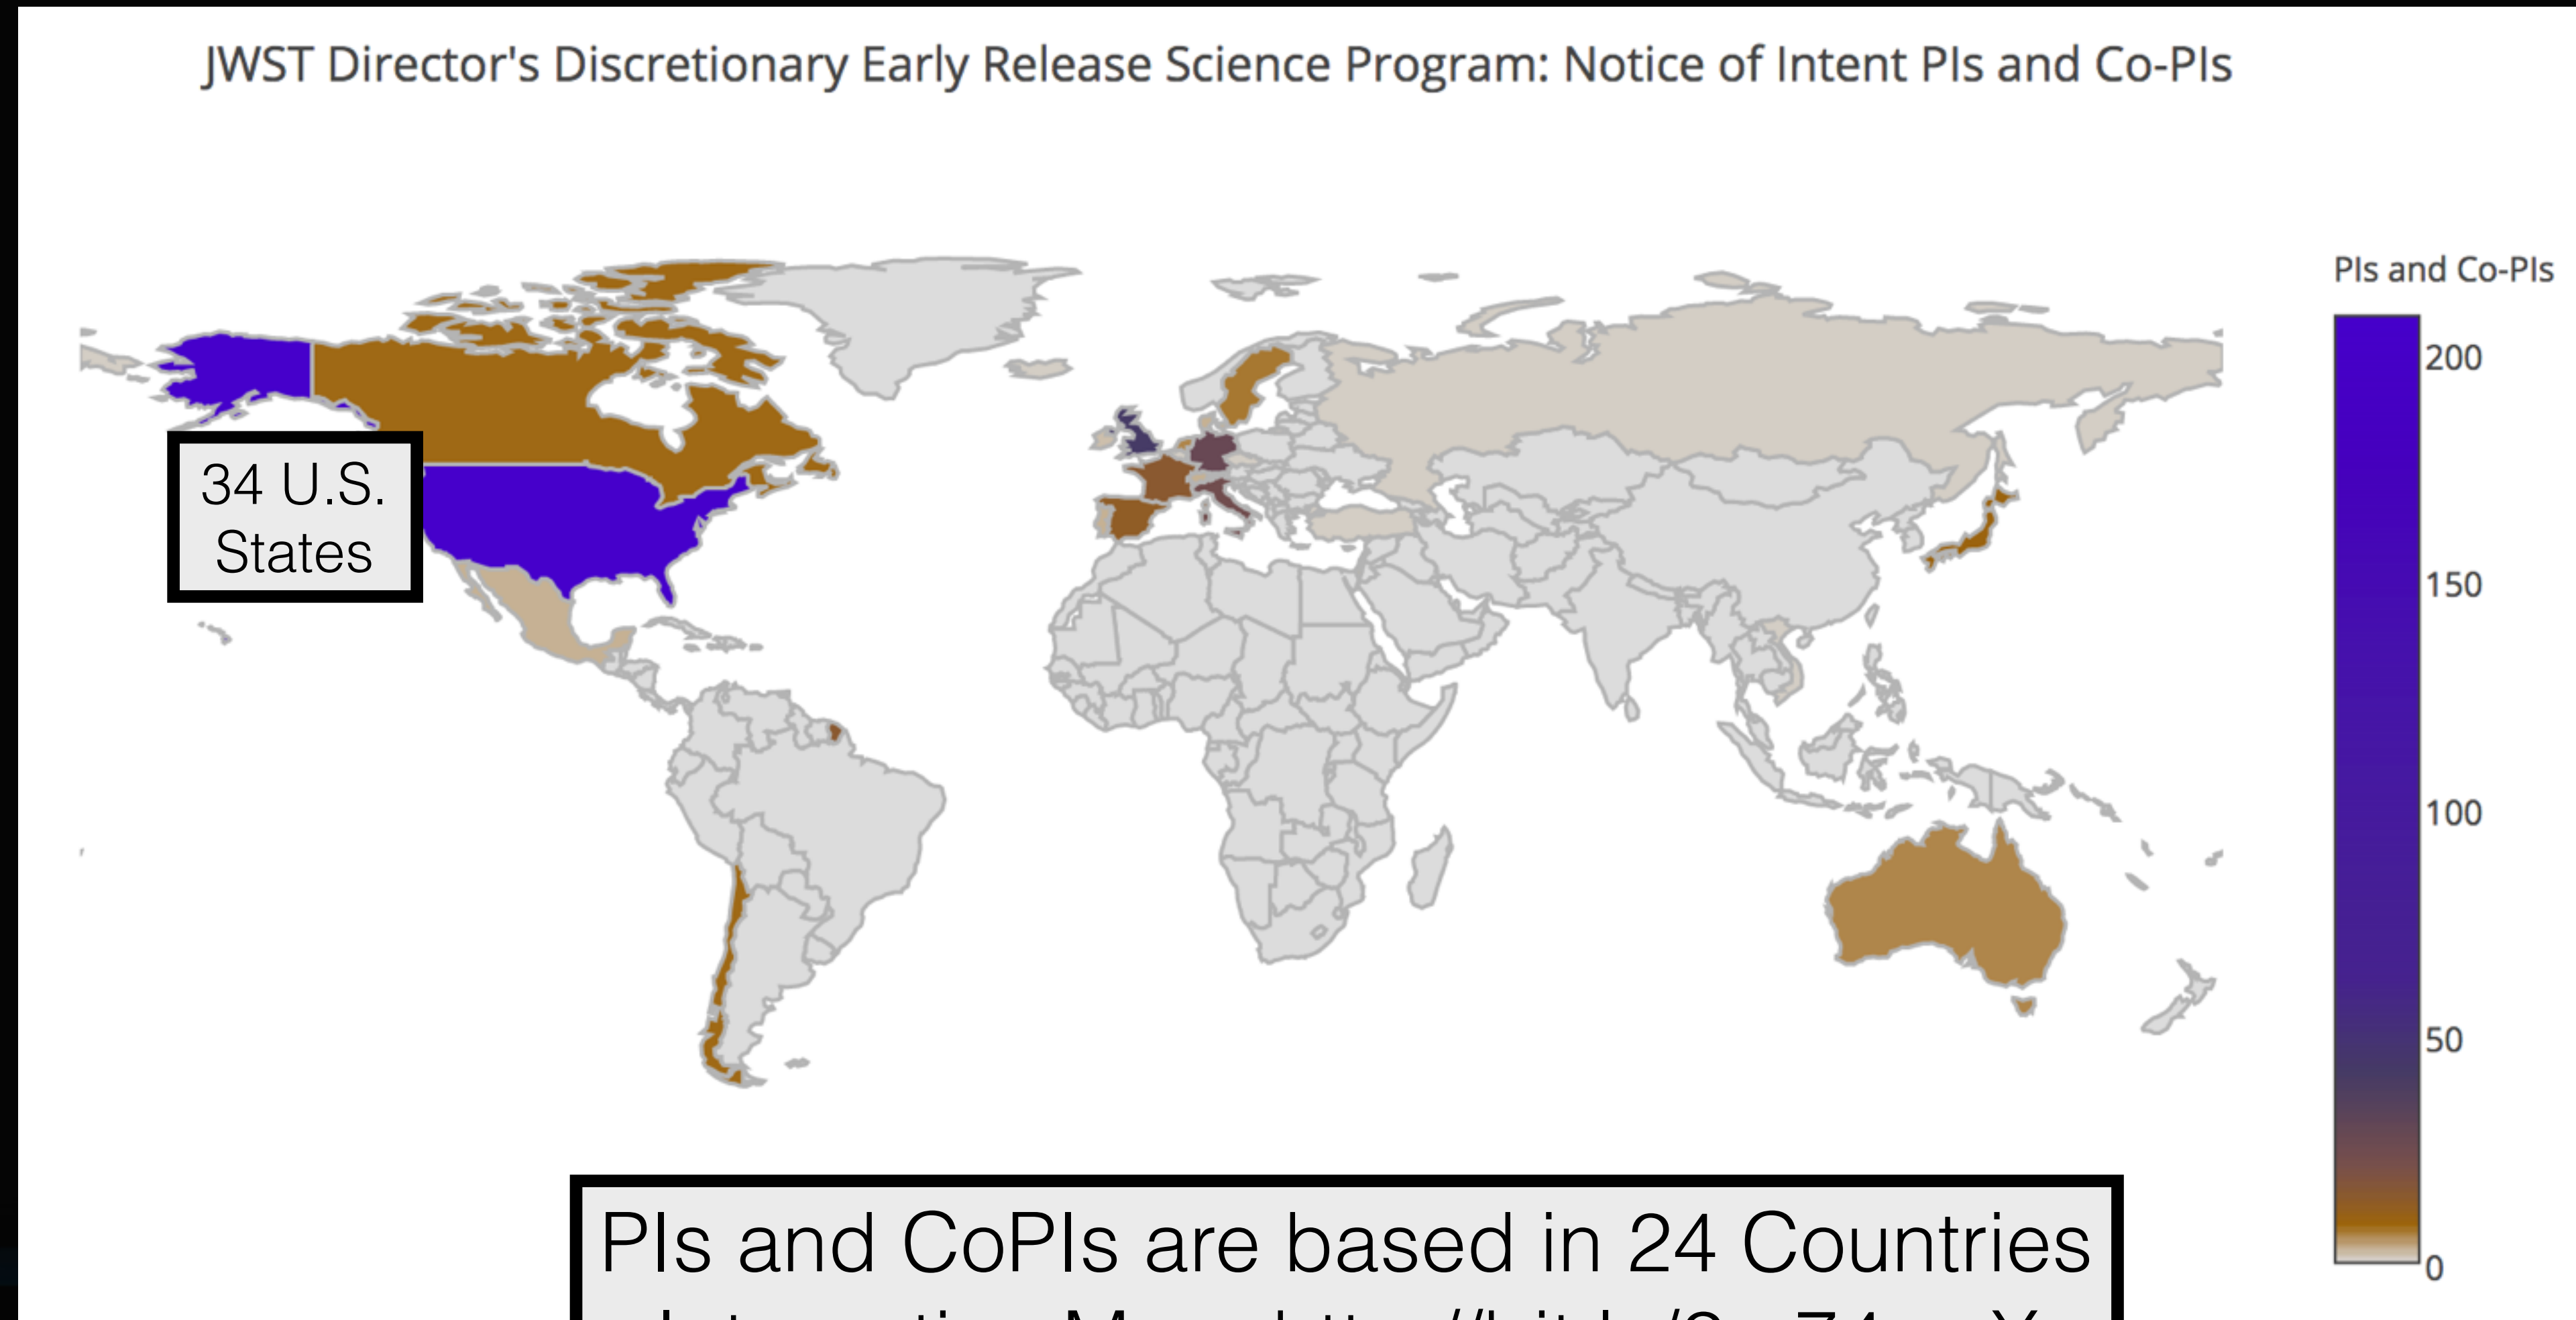 JWST Director's Discretionary Early Release Science Program: Notice of Intent PIs and Co-PIs
PIs and Co-PIs
200
150
100
50
0
34 U.S.
States
PIs and CoPIs are based in 24 Countries